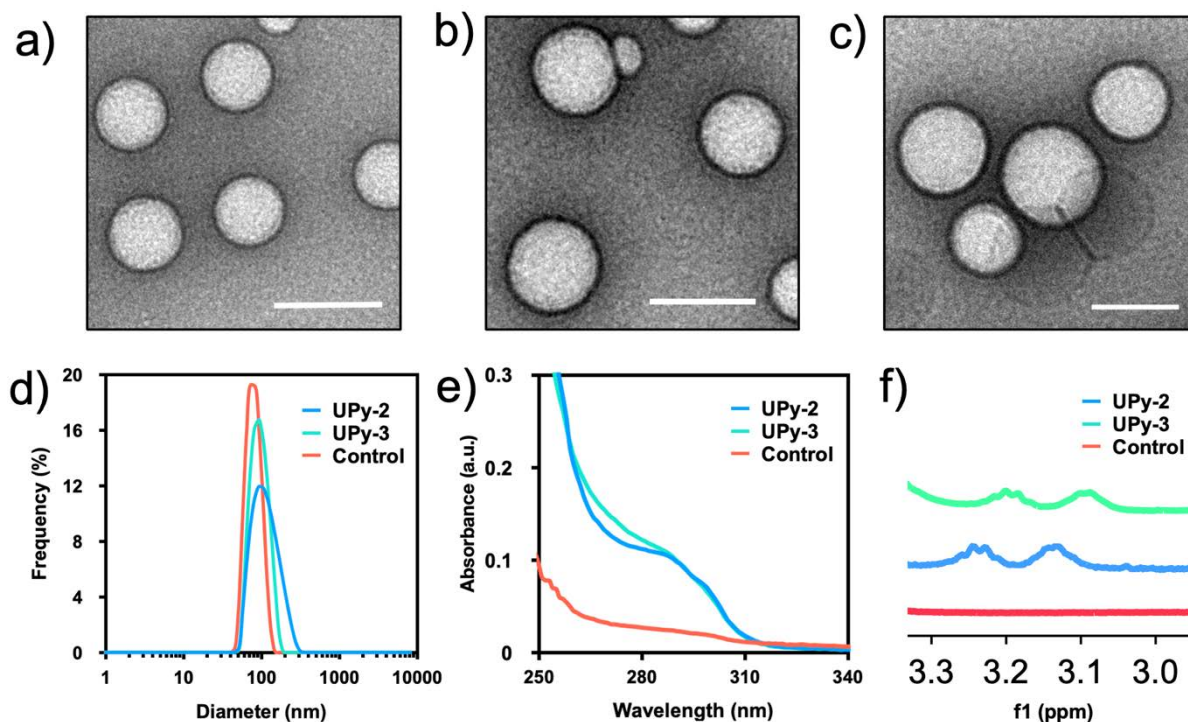 a)
b)
c)
d)
20
16
12
8
4
0
Frequency (%)
UPy-2
UPy-3
Control
1
10
100
1000
10000
Diameter (nm)
e)
0.3
0.2
0.1
0
Absorbance (a.u.)
UPy-2
UPy-3
Control
250
280
310
340
Wavelength (nm)
f)
UPy-2
UPy-3
Control
3.3
3.2
3.1
3.0
f1 (ppm)